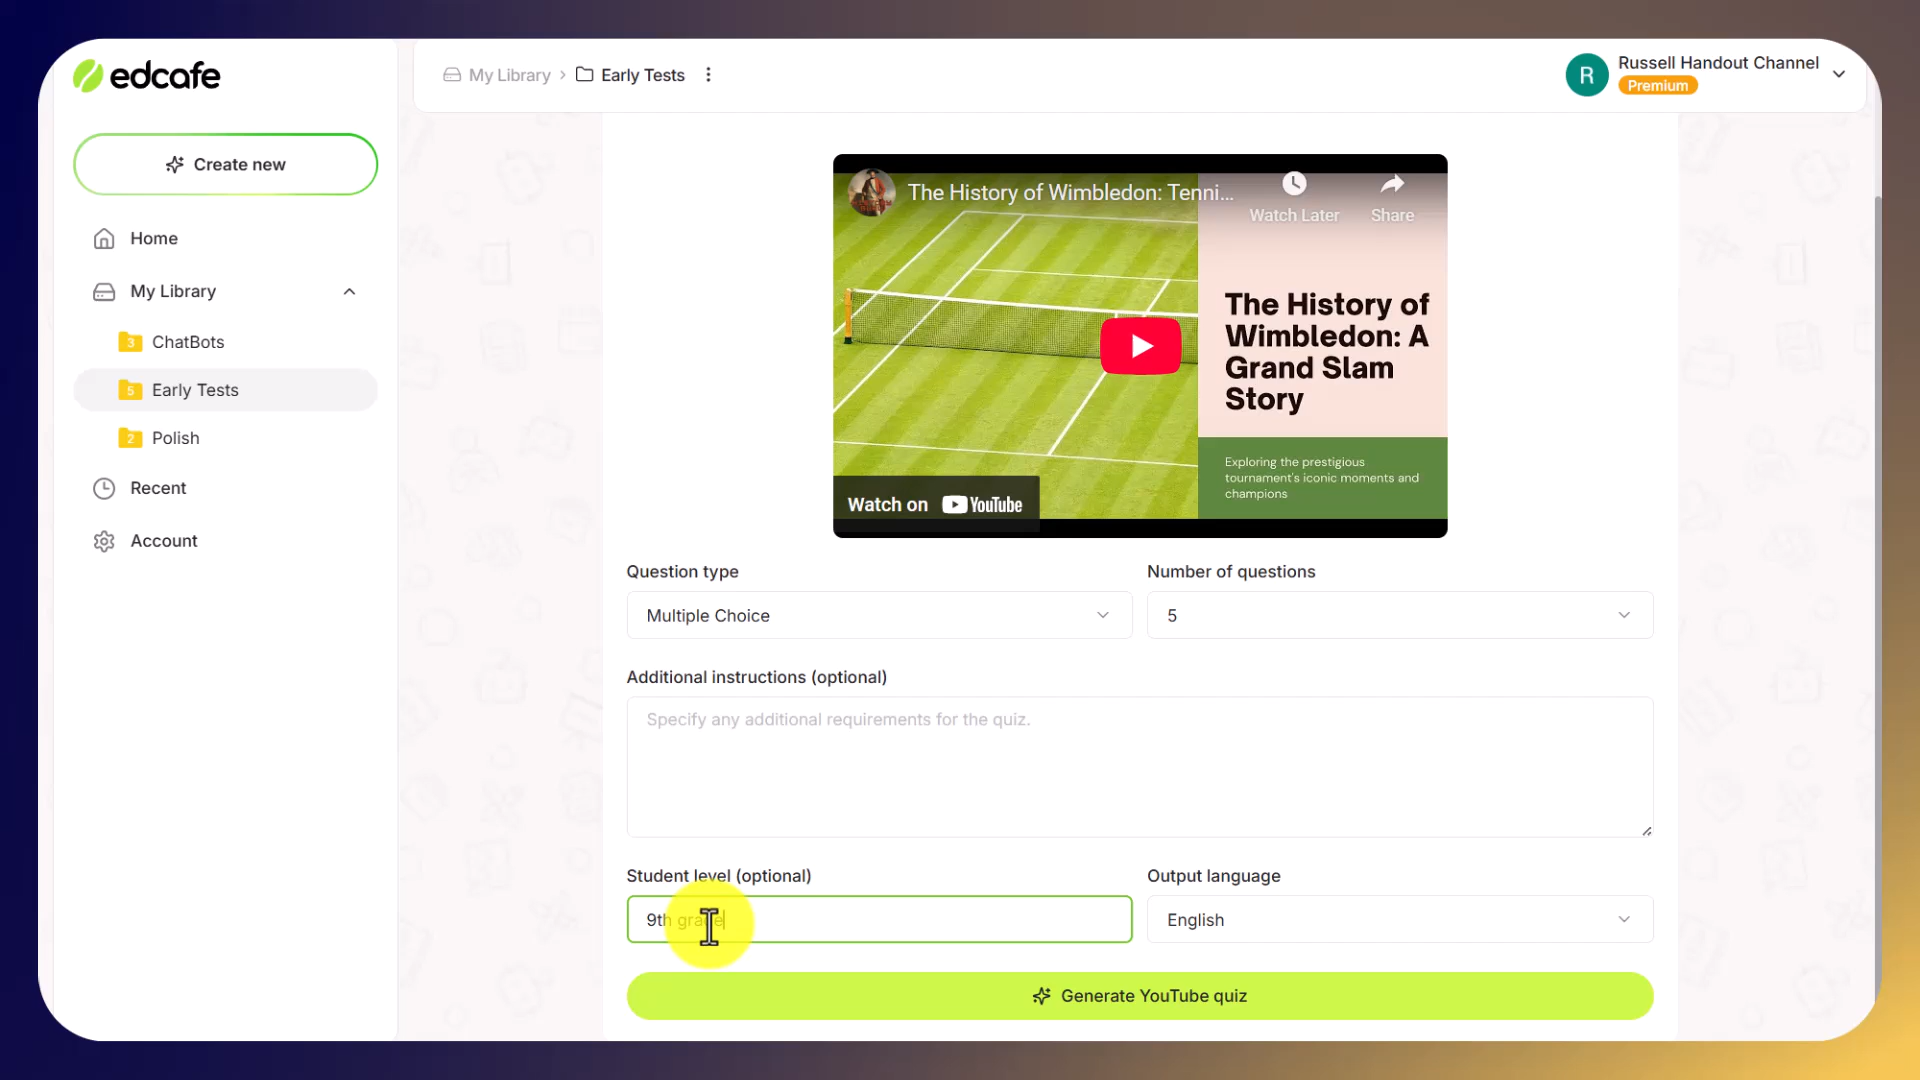 edcafe
Create new
Home
My Library
3 ChatBots
5 Early Tests
2 Polish
Recent
Account
My Library > Early Tests
R
Russell Handout Channel
Premium
The History of Wimbledon: Tenni...
Watch Later
Share
The History of
Wimbledon: A
Grand Slam
Story
Exploring the prestigious
tournament's iconic moments and
champions
Watch on YouTube
Question type
Multiple Choice
Number of questions
5
Additional instructions (optional)
Specify any additional requirements for the quiz.
Student level (optional)
9th grade
Output language
English
Generate YouTube quiz